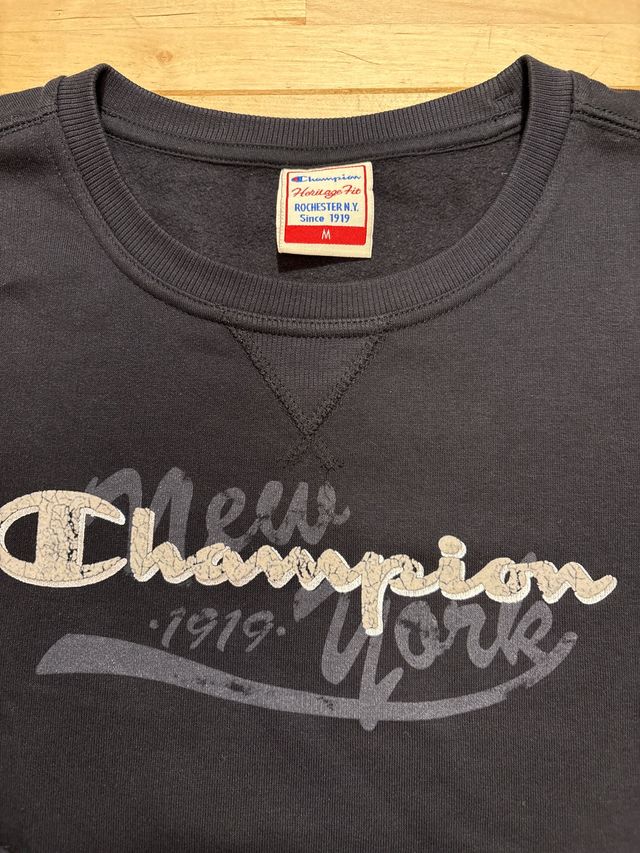 Champion
Heritage Fit
ROCHESTER N.Y.
Since 1919
M
New
Champion
·1919· York